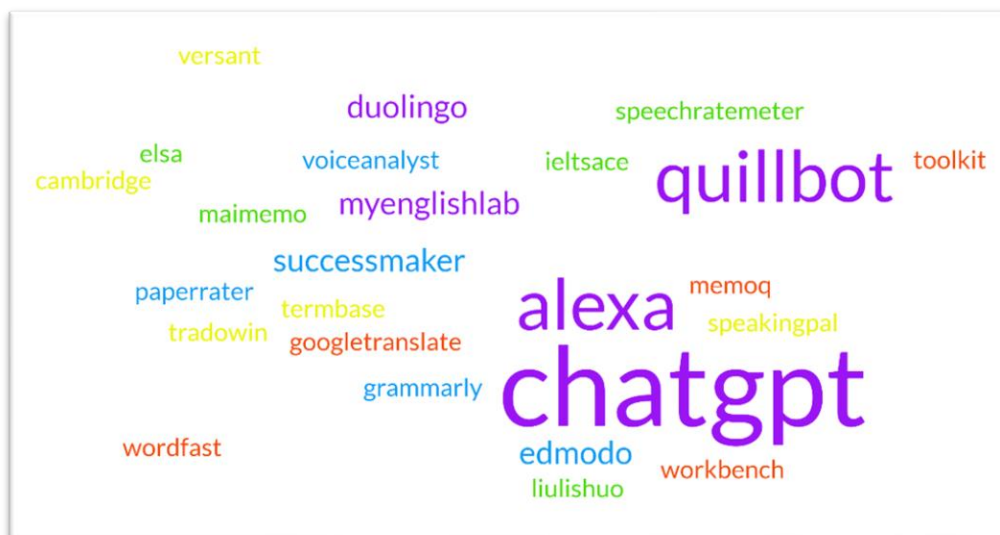 versant
duolingo
speechratemeter
elsa
voiceanalyst
ieltsace
quillbot
toolkit
cambridge
maimemo
myenglishlab
successmaker
paperrater
termbase
alexa
memoq
tradowin
googletranslate
speakingpal
grammarly
chatgpt
wordfast
edmodo
workbench
liulishuo